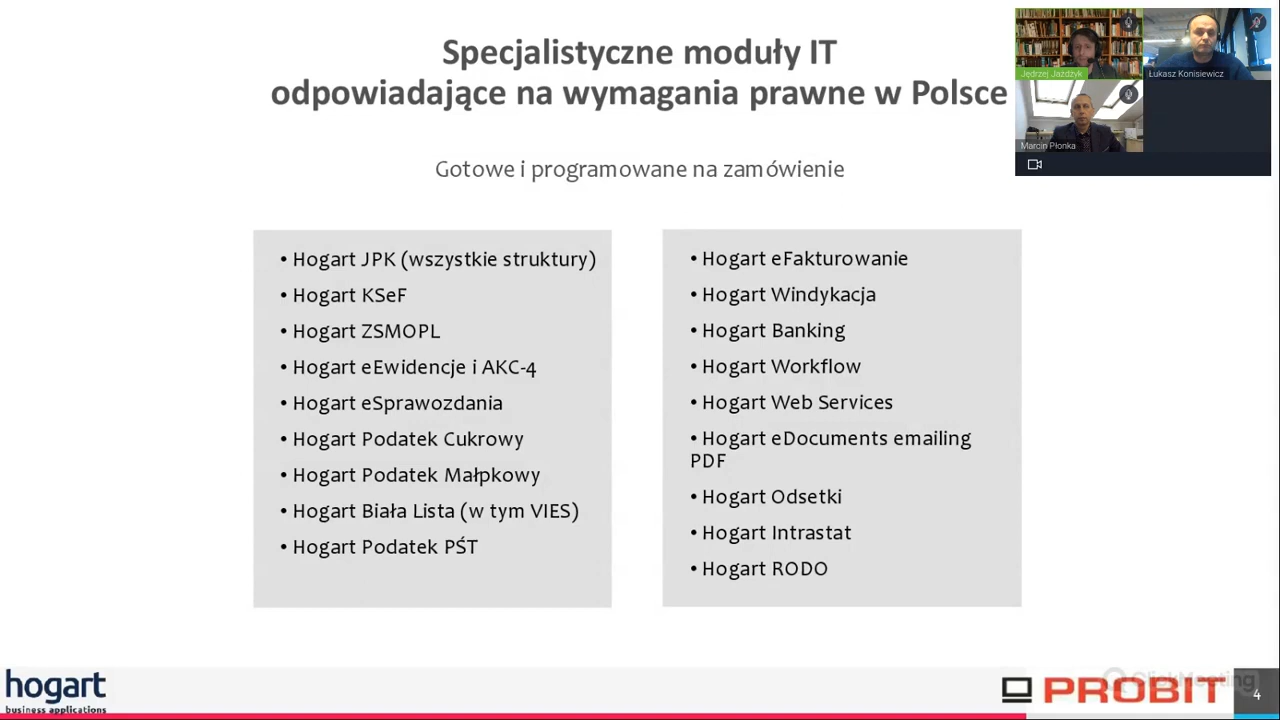 Specjalistyczne moduły IT
odpowiadające na wymagania prawne w Polsce
Gotowe i programowane na zamówienie
• Hogart JPK (wszystkie struktury)
• Hogart KSeF
• Hogart ZSMOPL
• Hogart eEwidencje i AKC-4
• Hogart eSprawozdania
• Hogart Podatek Cukrowy
• Hogart Podatek Małpkowy
• Hogart Biała Lista (w tym VIES)
• Hogart Podatek PŚT
• Hogart eFakturowanie
• Hogart Windykacja
• Hogart Banking
• Hogart Workflow
• Hogart Web Services
• Hogart eDocuments emailing
PDF
• Hogart Odsetki
• Hogart Intrastat
• Hogart RODO
Jędrzej Jażdżyk
Łukasz Konisiewicz
Marcin Płonka
hogart
business applications
PROBIT
ClickMeeting
4